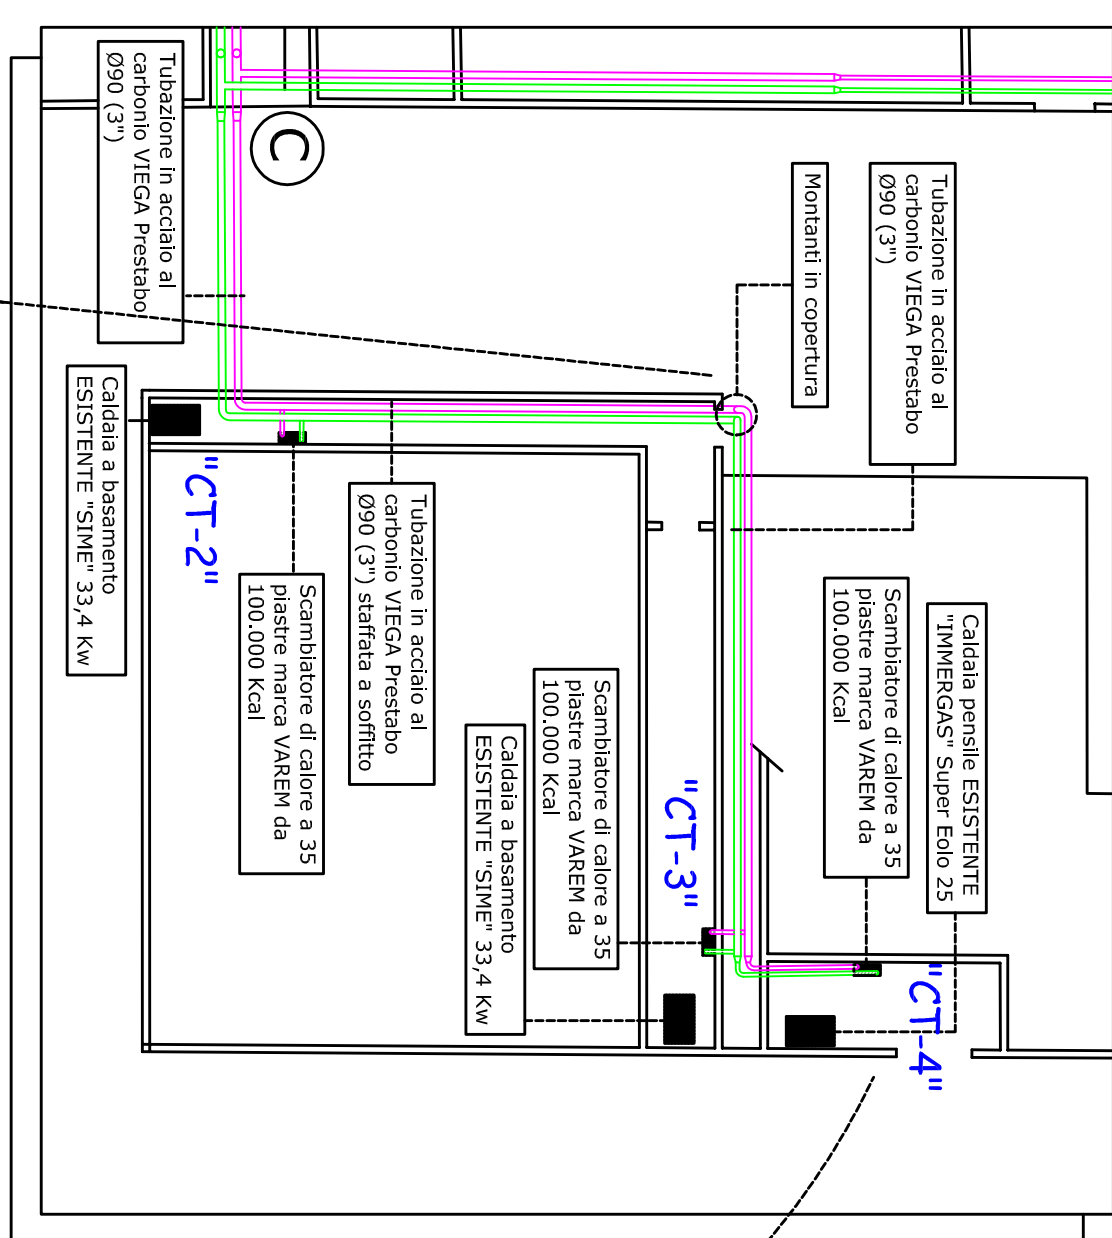 Tubazione in acciaio al
carbonio VIEGA Prestabo
Ø90 (3")
C
Montanti in copertura
Tubazione in acciaio al
carbonio VIEGA Prestabo
Ø90 (3")
Caldaia a basamento
ESISTENTE "SIME" 33,4 Kw
"CT-2"
Scambiatore di calore a 35
piastre marca VAREM da
100.000 Kcal
Tubazione in acciaio al
carbonio VIEGA Prestabo
Ø90 (3") staffata a soffitto
Caldaia a basamento
ESISTENTE "SIME" 33,4 Kw
Scambiatore di calore a 35
piastre marca VAREM da
100.000 Kcal
"CT-3"
Scambiatore di calore a 35
piastre marca VAREM da
100.000 Kcal
Caldaia pensile ESISTENTE
"IMMERGAS" Super Eolo 25
"CT-4"